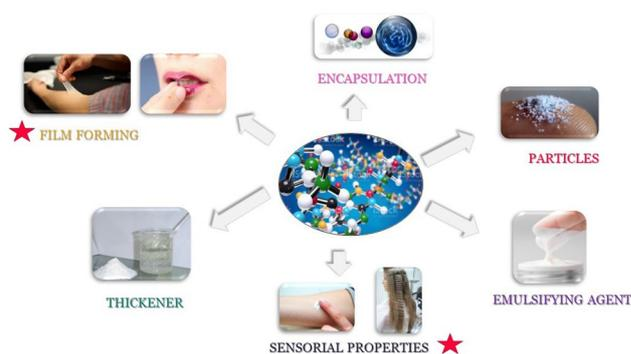 ENCAPSULATION
FILM FORMING
PARTICLES
THICKENER
EMULSIFYING AGENT
SENSORIAL PROPERTIES